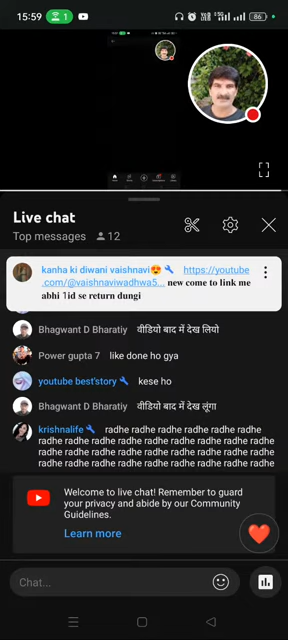 15:59
1
86
Live chat
Top messages
12
kanha ki diwani vaishnavi😍 https://youtube
.com/@vaishnaviwadhwa5... new come to link me
abhi 1id se return dungi
Bhagwant D Bharatiy वीडियो बाद में देख लियो
Power gupta 7 like done ho gya
youtube best'story kese ho
Bhagwant D Bharatiy वीडियो बाद में देख लूंगा
krishnalife radhe radhe radhe radhe radhe
radhe radhe radhe radhe radhe radhe radhe radhe
radhe radhe radhe radhe radhe radhe radhe radhe
radhe radhe radhe radhe radhe radhe radhe radhe
Welcome to live chat! Remember to guard
your privacy and abide by our Community
Guidelines.
Learn more
Chat...